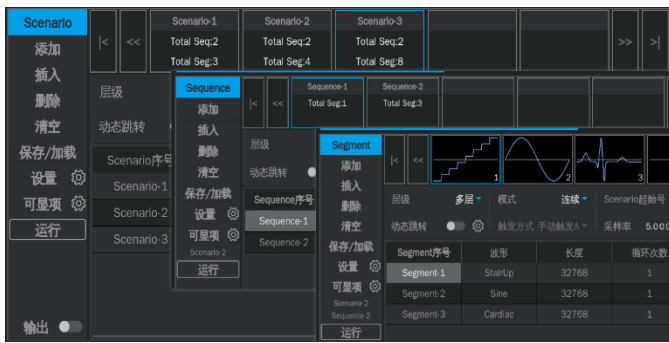 Scenario
添加
插入
删除
清空
保存/加载
设置
可显项
运行
输出
|< <<
Scenario-1
Total Seq:2
Total Seg:3
Scenario-2
Total Seq:2
Total Seg:4
Scenario-3
Total Seq:2
Total Seg:8
>> >|
层级
动态跳转
Scenario序号
Scenario-1
Scenario-2
Scenario-3
Sequence
添加
插入
删除
清空
保存/加载
设置
可显项
Scenario-2
运行
|< <<
Sequence-1
Total Seg:1
Sequence-2
Total Seg:3
层级
动态跳转
Sequence序号
Sequence-1
Sequence-2
Segment
添加
插入
删除
清空
保存/加载
设置
可显项
Scenario-2
Sequence-2
运行
|< << 1 2 3
层级 多层 模式 连续 Scenario起始号
动态跳转 触发方式 手动触发A 采样率 5.000
Segment序号 波形 长度 循环次数
Segment-1 StairUp 32768 1
Segment-2 Sine 32768 1
Segment-3 Cardiac 32768 1